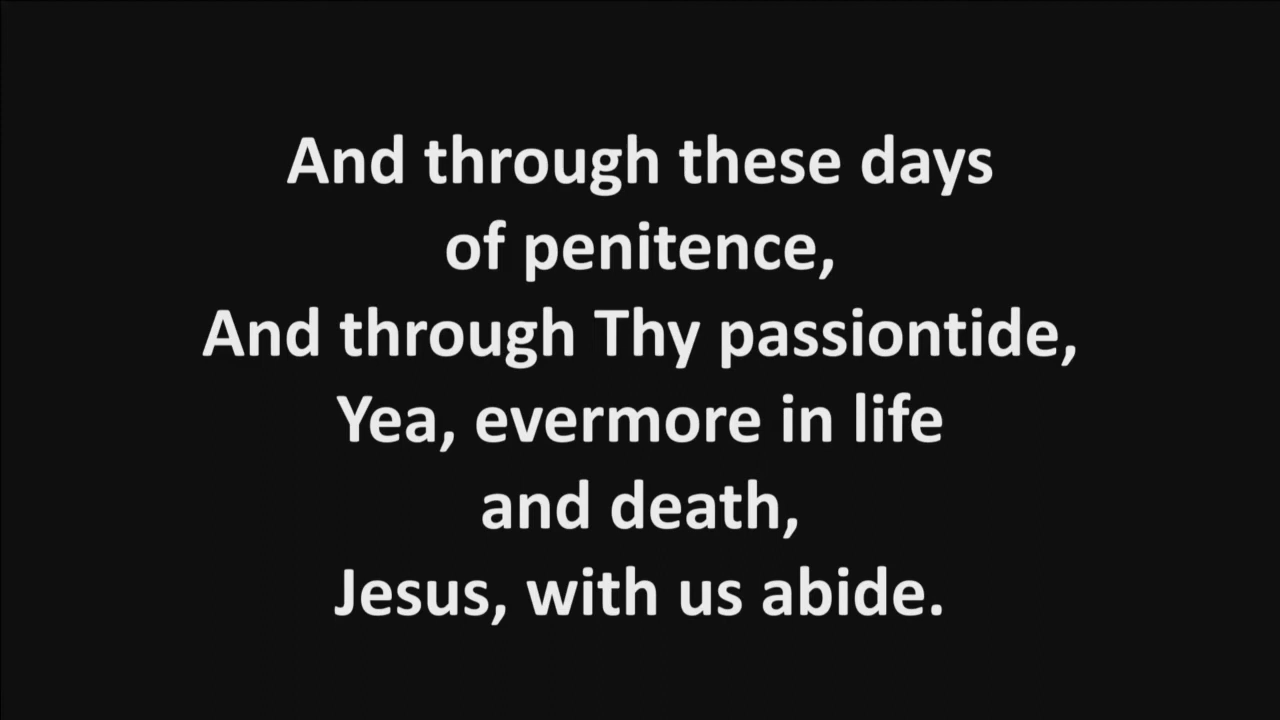 And through these days
of penitence,
And through Thy passiontide,
Yea, evermore in life
and death,
Jesus, with us abide.